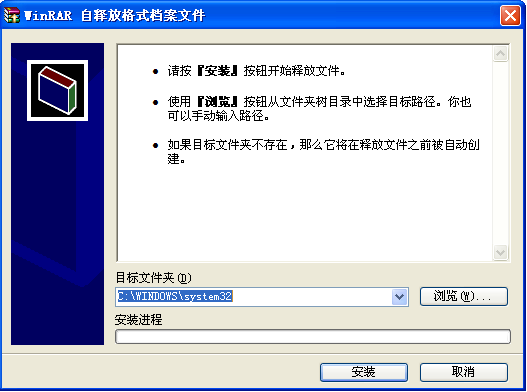 WinRAR 自释放格式档案文件
• 请按『安装』按钮开始释放文件。
• 使用『浏览』按钮从文件夹树目录中选择目标路径。你也
可以手动输入路径。
• 如果目标文件夹不存在，那么它将在释放文件之前被自动创
建。
目标文件夹(D)
C:\WINDOWS\system32
浏览(W)...
安装进程
安装
取消